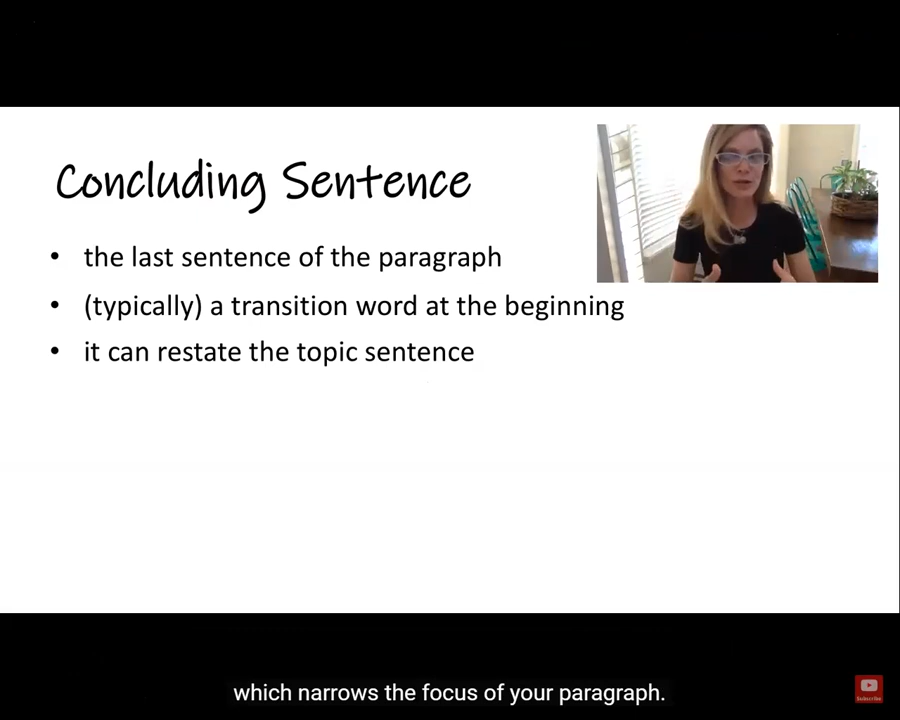 Concluding Sentence
• the last sentence of the paragraph
• (typically) a transition word at the beginning
• it can restate the topic sentence
which narrows the focus of your paragraph.
Subscribe